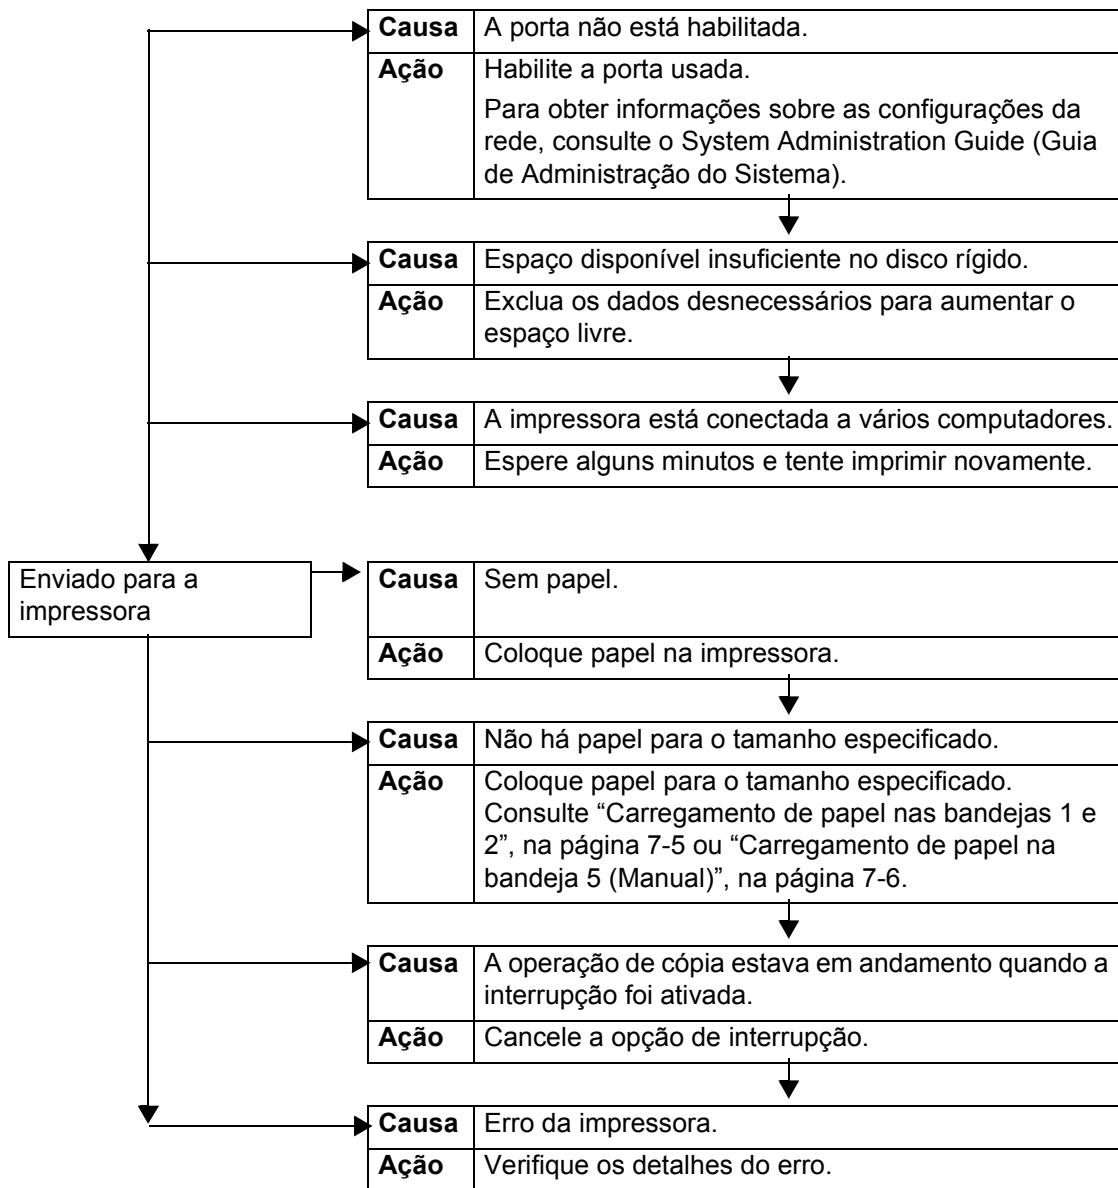 Causa A porta não está habilitada.
Ação Habilite a porta usada.
Para obter informações sobre as configurações da
rede, consulte o System Administration Guide (Guia
de Administração do Sistema).
Causa Espaço disponível insuficiente no disco rígido.
Ação Exclua os dados desnecessários para aumentar o
espaço livre.
Causa A impressora está conectada a vários computadores.
Ação Espere alguns minutos e tente imprimir novamente.
Enviado para a
impressora
Causa Sem papel.
Ação Coloque papel na impressora.
Causa Não há papel para o tamanho especificado.
Ação Coloque papel para o tamanho especificado.
Consulte “Carregamento de papel nas bandejas 1 e
2”, na página 7-5 ou “Carregamento de papel na
bandeja 5 (Manual)”, na página 7-6.
Causa A operação de cópia estava em andamento quando a
interrupção foi ativada.
Ação Cancele a opção de interrupção.
Causa Erro da impressora.
Ação Verifique os detalhes do erro.